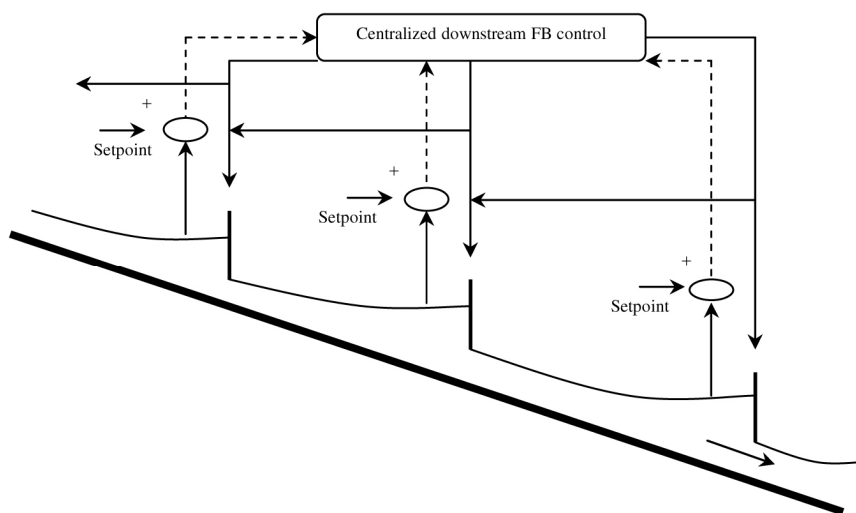 Centralized downstream FB control
+
Setpoint
+
Setpoint
+
Setpoint